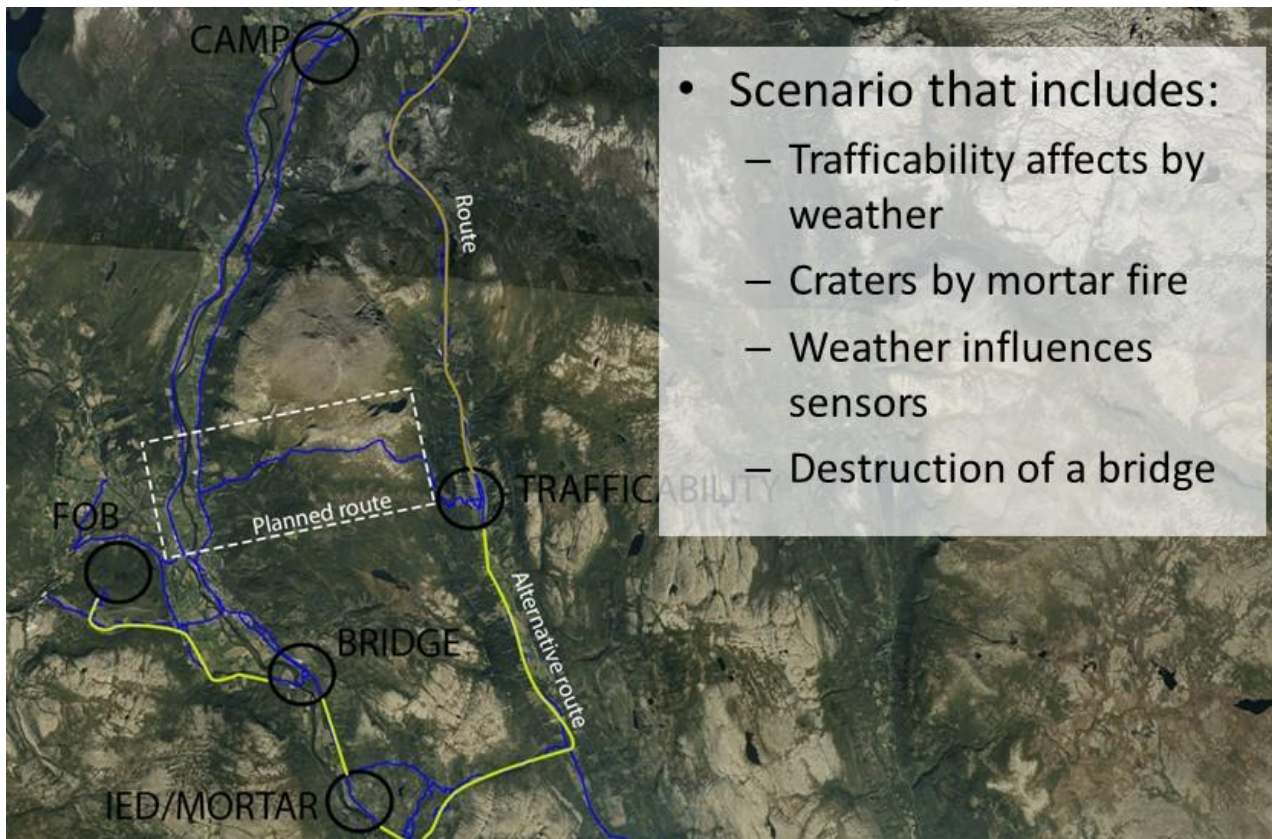 CAMP
• Scenario that includes:
– Trafficability affects by
weather
– Craters by mortar fire
– Weather influences
sensors
– Destruction of a bridge
Route
TRAFFICABILITY
Planned route
FOB
Alternative route
BRIDGE
IED/MORTAR